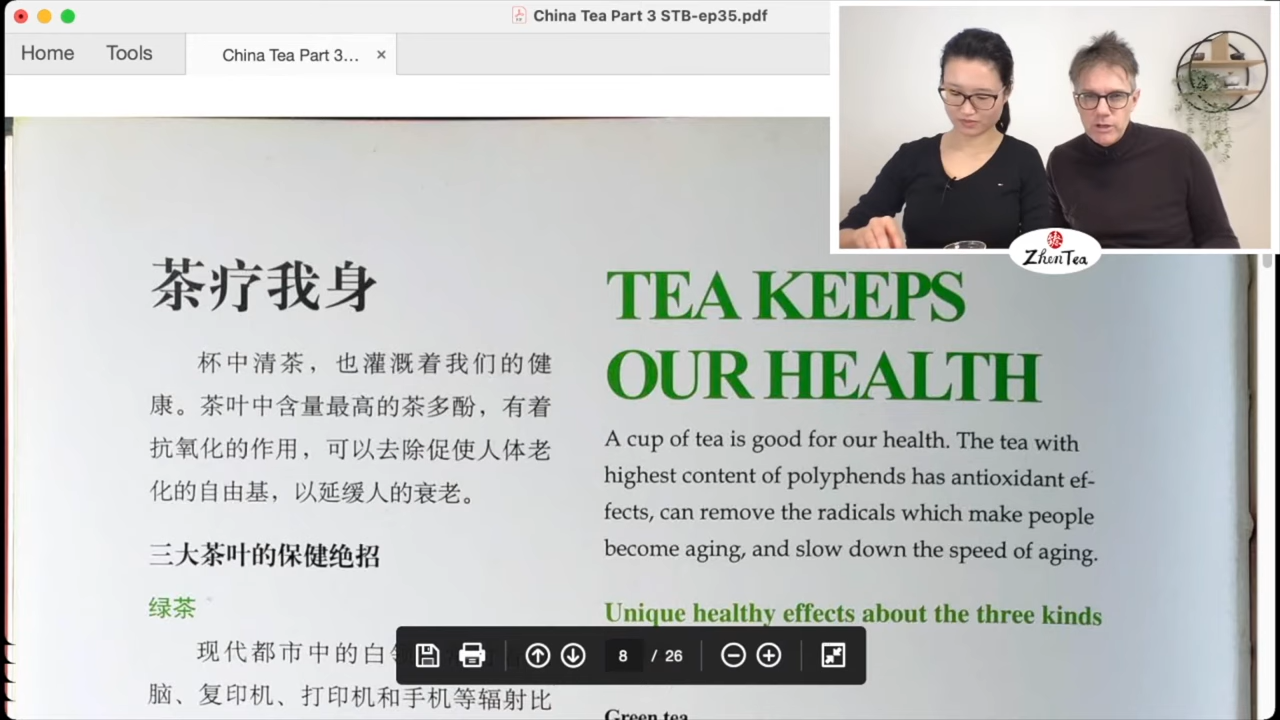 China Tea Part 3 STB-ep35.pdf
Home
Tools
China Tea Part 3...
Zhen Tea
茶疗我身
杯中清茶，也灌溉着我们的健
康。茶叶中含量最高的茶多酚，有着
抗氧化的作用，可以去除促使人体老
化的自由基，以延缓人的衰老。
三大茶叶的保健绝招
绿茶
现代都市中的白
脑、复印机、打印机和手机等辐射比
TEA KEEPS
OUR HEALTH
A cup of tea is good for our health. The tea with
highest content of polyphends has antioxidant ef-
fects, can remove the radicals which make people
become aging, and slow down the speed of aging.
Unique healthy effects about the three kinds
Green tea
8 / 26